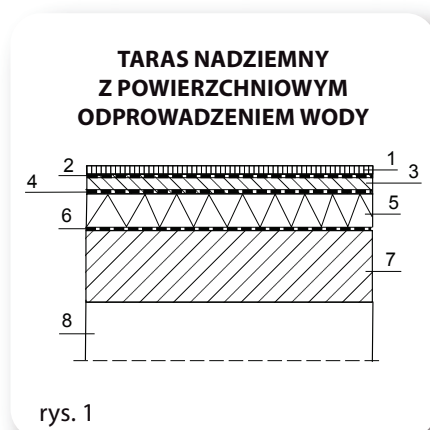 TARAS NADZIEMNY
Z POWIERZCHNIOWYM
ODPROWADZENIEM WODY
1
2
3
4
5
6
7
8
rys. 1